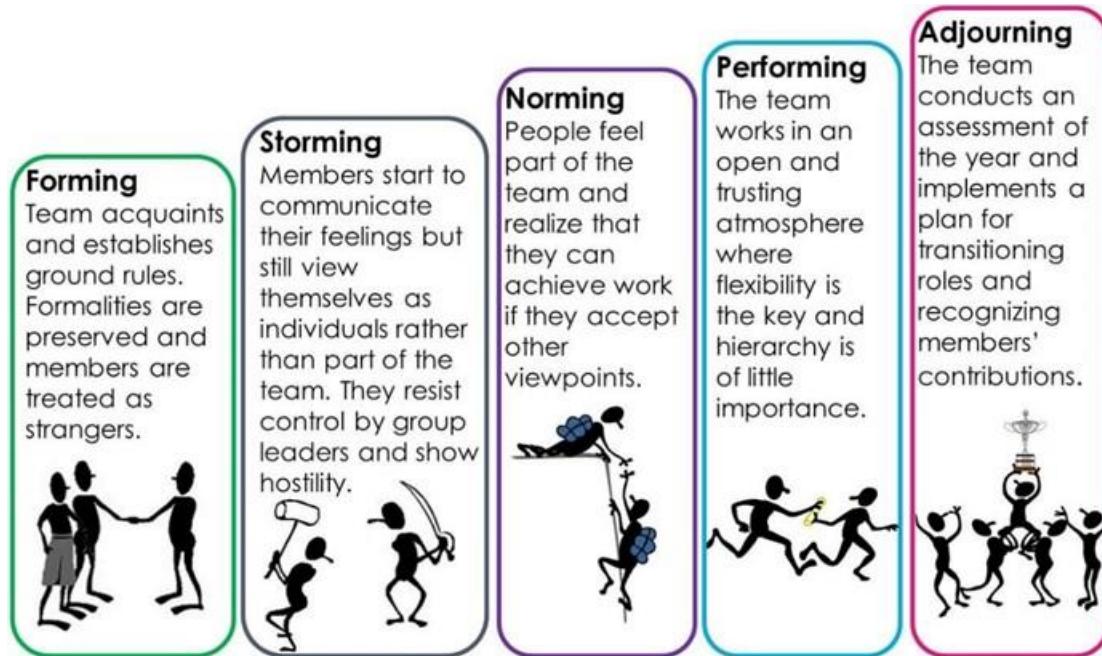 Forming
Team acquaints
and establishes
ground rules.
Formalities are
preserved and
members are
treated as
strangers.
Storming
Members start to
communicate
their feelings but
still view
themselves as
individuals rather
than part of the
team. They resist
control by group
leaders and show
hostility.
Norming
People feel
part of the
team and
realize that
they can
achieve work
if they accept
other
viewpoints.
Performing
The team
works in an
open and
trusting
atmosphere
where
flexibility is
the key and
hierarchy is
of little
importance.
Adjourning
The team
conducts an
assessment of
the year and
implements a
plan for
transitioning
roles and
recognizing
members'
contributions.